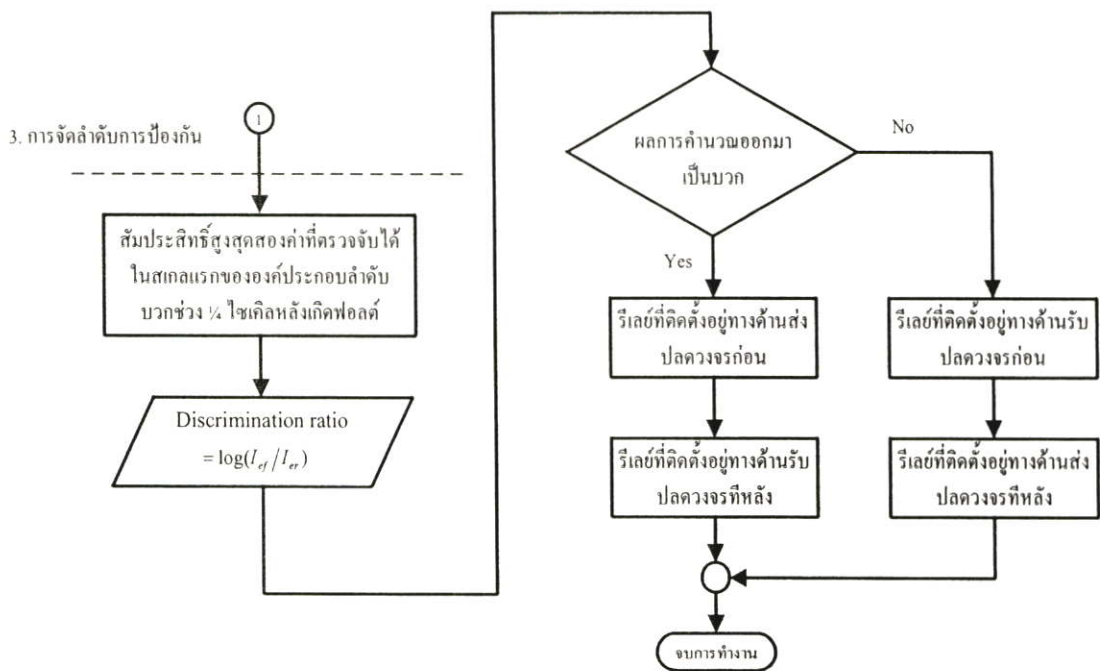 3. การจัดลำดับการป้องกัน
1
สัมประสิทธิ์สูงสุดสองค่าที่ตรวจจับได้
ในสเกลแรกขององค์ประกอบลำดับ
บวกช่วง ¼ ไซเคิลหลังเกิดฟอลต์
Discrimination ratio
= log(I_ef/I_er)
ผลการคำนวณออกมา
เป็นบวก
No
Yes
รีเลย์ที่ติดตั้งอยู่ทางด้านส่ง
ปลดวงจรก่อน
รีเลย์ที่ติดตั้งอยู่ทางด้านรับ
ปลดวงจรทีหลัง
รีเลย์ที่ติดตั้งอยู่ทางด้านรับ
ปลดวงจรก่อน
รีเลย์ที่ติดตั้งอยู่ทางด้านส่ง
ปลดวงจรทีหลัง
จบการทำงาน